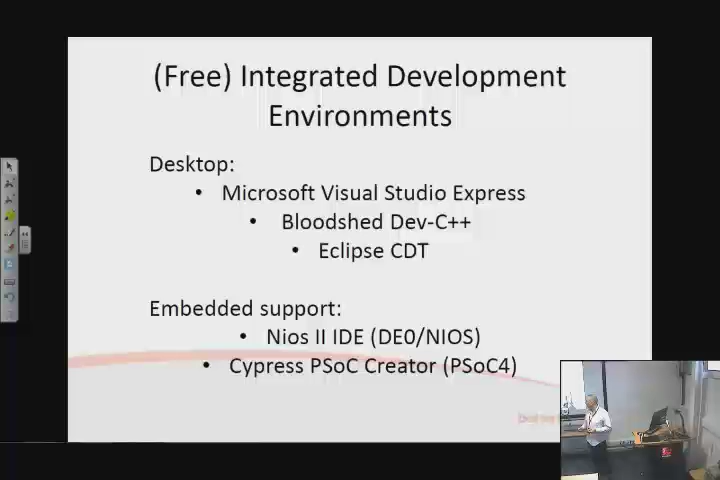 (Free) Integrated Development
Environments
Desktop:
• Microsoft Visual Studio Express
• Bloodshed Dev-C++
• Eclipse CDT
Embedded support:
• Nios II IDE (DE0/NIOS)
• Cypress PSoC Creator (PSoC4)